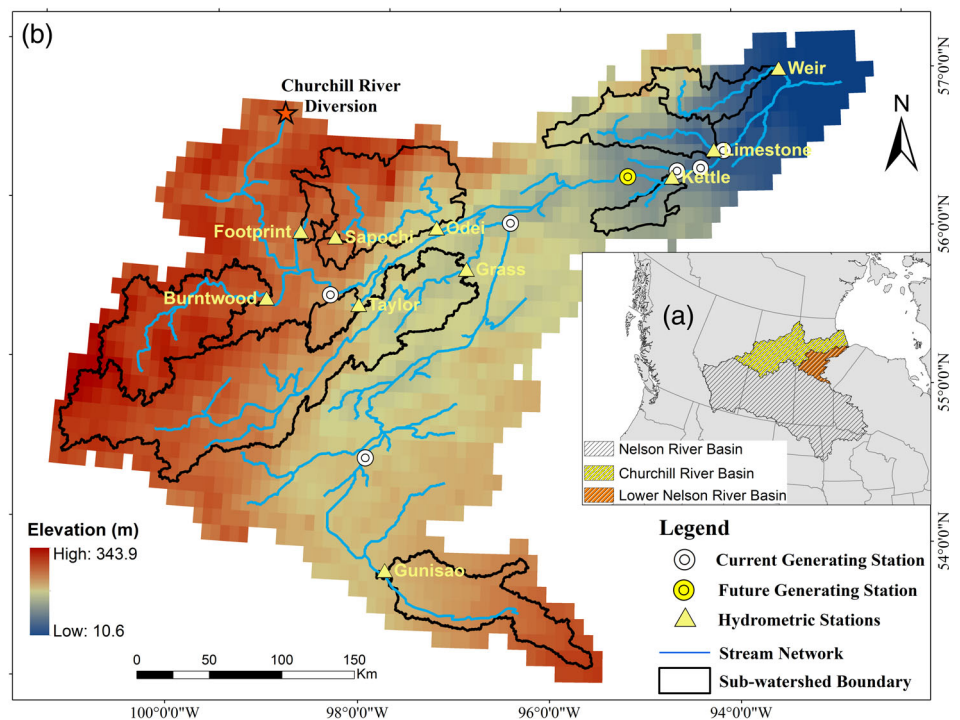 (b)
Churchill River
Diversion
Weir
57°0'0"N
N
Limestone
Kettle
Footprint
Sapochi
Odei
56°0'0"N
Grass
Burntwood
Taylor
(a)
55°0'0"N
Nelson River Basin
Churchill River Basin
Lower Nelson River Basin
Elevation (m)
High: 343.9
Low: 10.6
Gunisao
54°0'0"N
Legend
Current Generating Station
Future Generating Station
Hydrometric Stations
Stream Network
Sub-watershed Boundary
0 25 50 100 150
Km
100°0'0"W 98°0'0"W 96°0'0"W 94°0'0"W